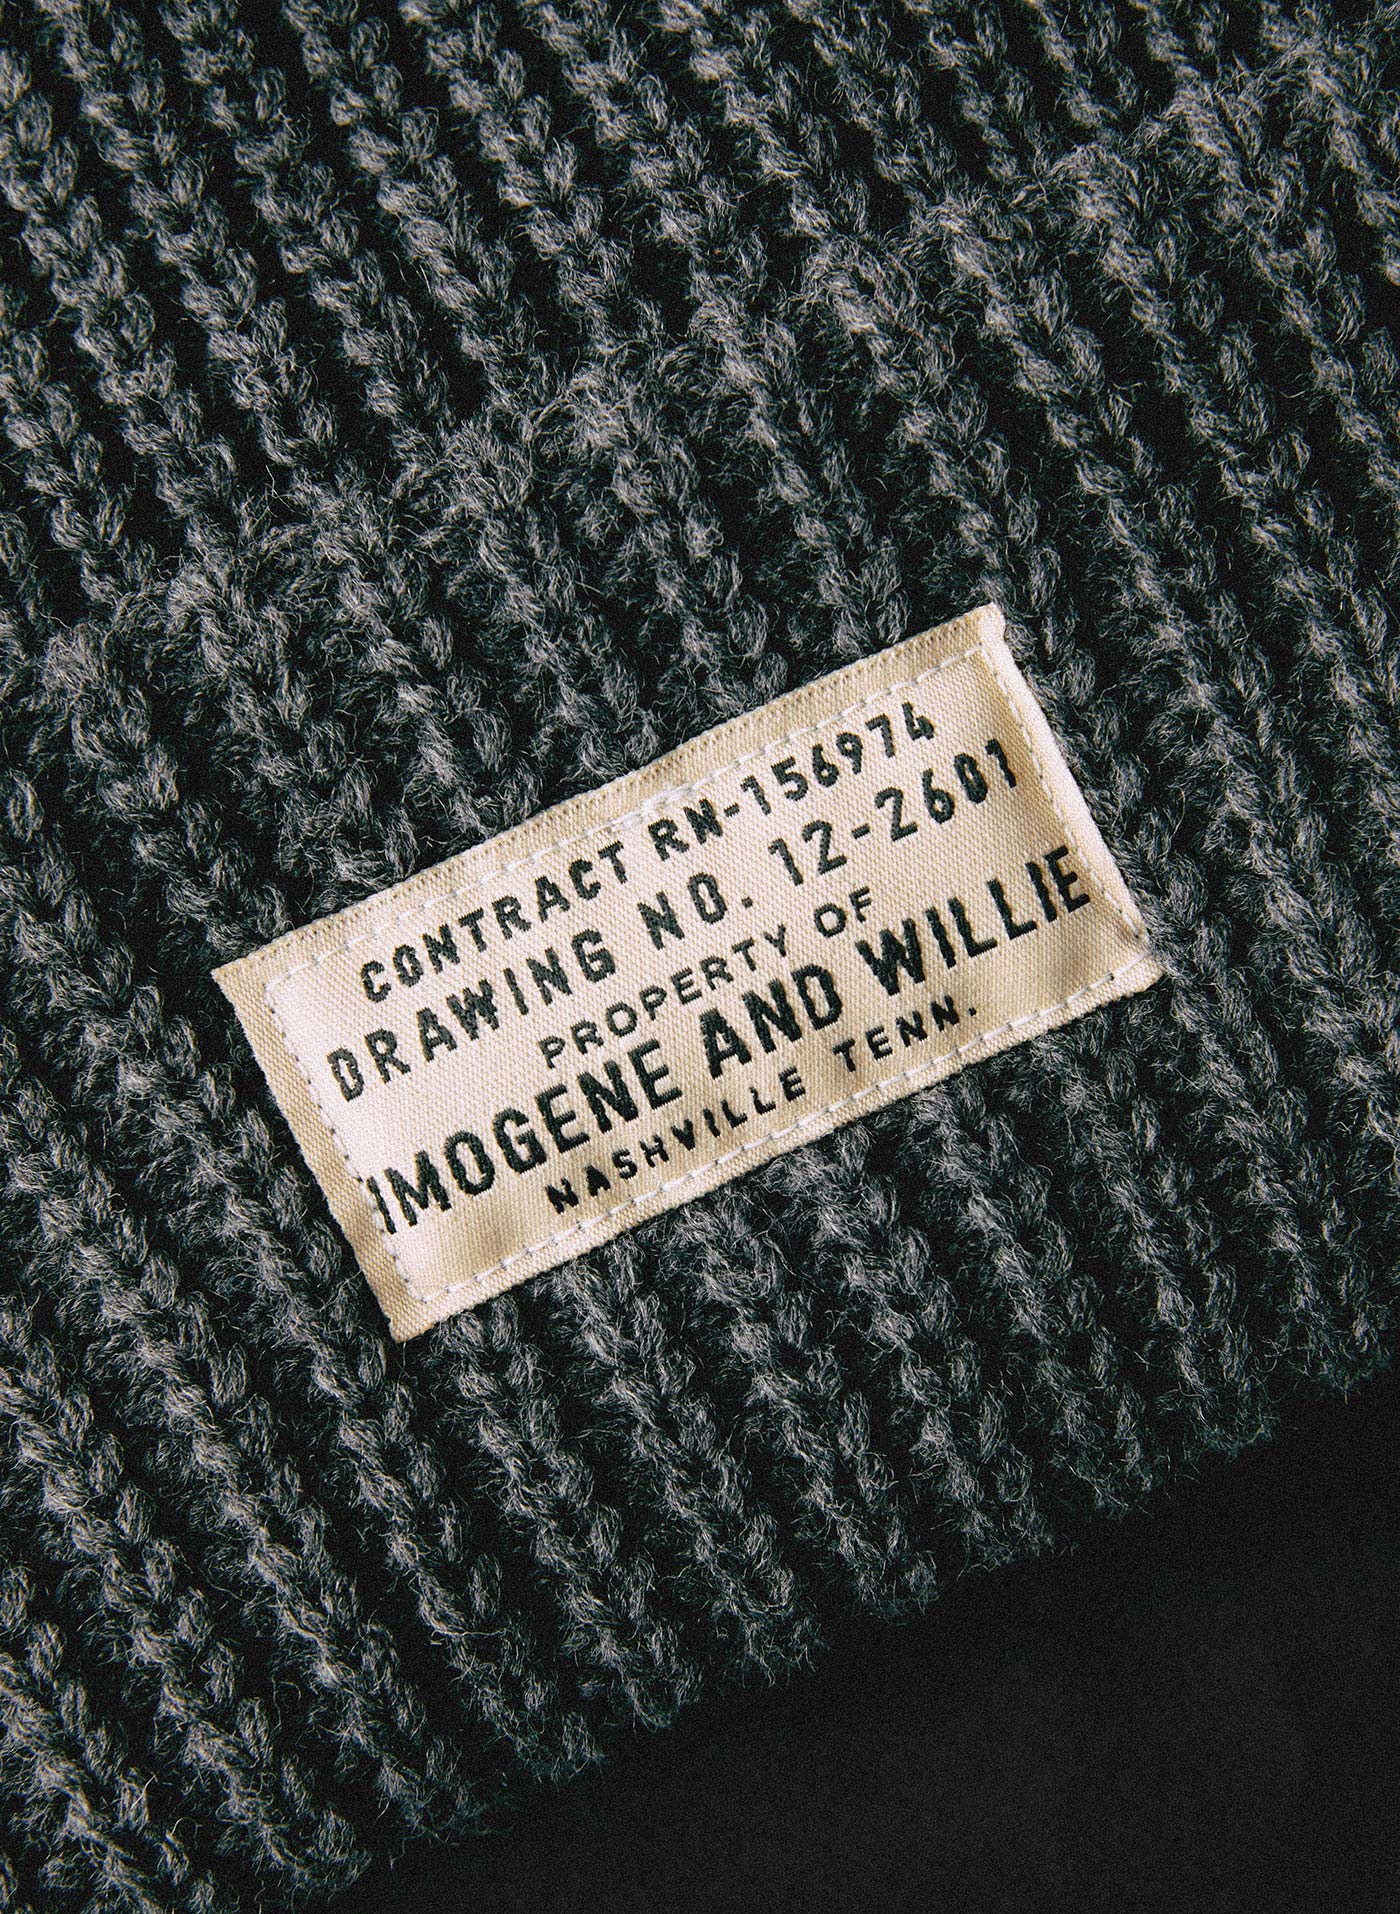 CONTRACT RN-156974
DRAWING NO. 12-2601
PROPERTY OF
IMOGENE AND WILLIE
NASHVILLE TENN.